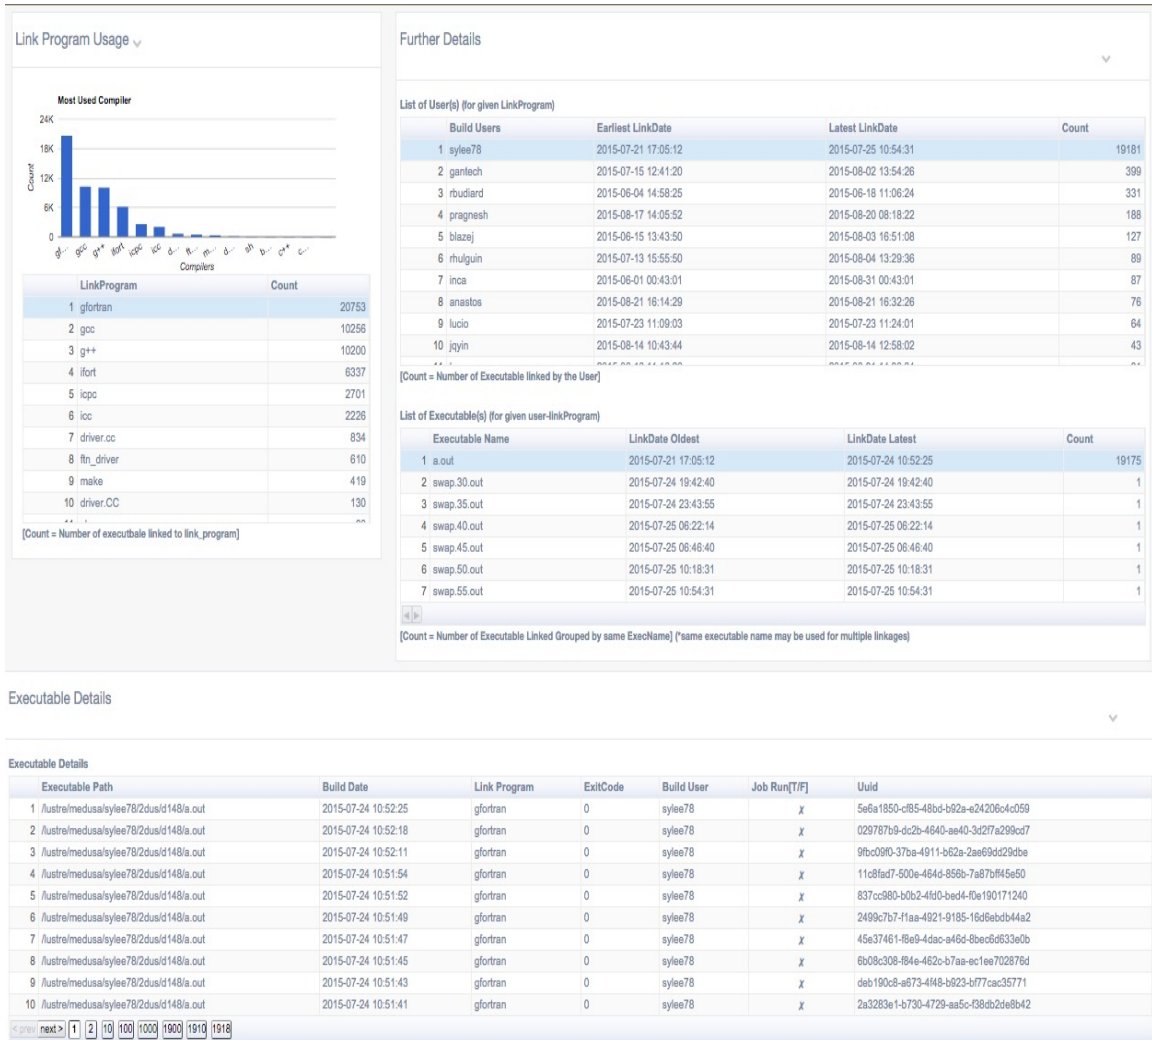 Link Program Usage
Most Used Compiler
24K
18K
12K
6K
0
Count
gf... gcc g++ ifort icpc icc d... ft... m... d... sh b... c++ c...
Compilers
LinkProgram Count
1 gfortran 20753
2 gcc 10256
3 g++ 10200
4 ifort 6337
5 icpc 2701
6 icc 2226
7 driver.cc 834
8 ftn_driver 610
9 make 419
10 driver.CC 130
[Count = Number of executbale linked to link_program]
Further Details
List of User(s) (for given LinkProgram)
Build Users Earliest LinkDate Latest LinkDate Count
1 sylee78 2015-07-21 17:05:12 2015-07-25 10:54:31 19181
2 gantech 2015-07-15 12:41:20 2015-08-02 13:54:26 399
3 rbudiard 2015-06-04 14:58:25 2015-06-18 11:06:24 331
4 pragnesh 2015-08-17 14:05:52 2015-08-20 08:18:22 188
5 blazej 2015-06-15 13:43:50 2015-08-03 16:51:08 127
6 rhulguin 2015-07-13 15:55:50 2015-08-04 13:29:36 89
7 inca 2015-06-01 00:43:01 2015-08-31 00:43:01 87
8 anastos 2015-08-21 16:14:29 2015-08-21 16:32:26 76
9 lucio 2015-07-23 11:09:03 2015-07-23 11:24:01 64
10 jqyin 2015-08-14 10:43:44 2015-08-14 12:58:02 43
[Count = Number of Executable linked by the User]
List of Executable(s) (for given user-linkProgram)
Executable Name LinkDate Oldest LinkDate Latest Count
1 a.out 2015-07-21 17:05:12 2015-07-24 10:52:25 19175
2 swap.30.out 2015-07-24 19:42:40 2015-07-24 19:42:40 1
3 swap.35.out 2015-07-24 23:43:55 2015-07-24 23:43:55 1
4 swap.40.out 2015-07-25 06:22:14 2015-07-25 06:22:14 1
5 swap.45.out 2015-07-25 06:46:40 2015-07-25 06:46:40 1
6 swap.50.out 2015-07-25 10:18:31 2015-07-25 10:18:31 1
7 swap.55.out 2015-07-25 10:54:31 2015-07-25 10:54:31 1
[Count = Number of Executable Linked Grouped by same ExecName] (*same executable name may be used for multiple linkages)
Executable Details
Executable Details
Executable Path Build Date Link Program ExitCode Build User Job Run[T/F] Uuid
1 /lustre/medusa/sylee78/2dus/d148/a.out 2015-07-24 10:52:25 gfortran 0 sylee78 ✗ 5e6a1850-cf85-48bd-b92a-e24206c4c059
2 /lustre/medusa/sylee78/2dus/d148/a.out 2015-07-24 10:52:18 gfortran 0 sylee78 ✗ 029787b9-dc2b-4640-ae40-3d2f7a299cd7
3 /lustre/medusa/sylee78/2dus/d148/a.out 2015-07-24 10:52:11 gfortran 0 sylee78 ✗ 9fbc09f0-37ba-4911-b62a-2ae69dd29dbe
4 /lustre/medusa/sylee78/2dus/d148/a.out 2015-07-24 10:51:54 gfortran 0 sylee78 ✗ 11c8fad7-500e-464d-856b-7a87bff45e50
5 /lustre/medusa/sylee78/2dus/d148/a.out 2015-07-24 10:51:52 gfortran 0 sylee78 ✗ 837cc980-b0b2-4fd0-bed4-f0e190171240
6 /lustre/medusa/sylee78/2dus/d148/a.out 2015-07-24 10:51:49 gfortran 0 sylee78 ✗ 2499c7b7-f1aa-4921-9185-16d6ebdb44a2
7 /lustre/medusa/sylee78/2dus/d148/a.out 2015-07-24 10:51:47 gfortran 0 sylee78 ✗ 45e37461-f8e9-4dac-a46d-8bec6d633e0b
8 /lustre/medusa/sylee78/2dus/d148/a.out 2015-07-24 10:51:45 gfortran 0 sylee78 ✗ 6b08c308-f84e-462c-b7aa-ec1ee702876d
9 /lustre/medusa/sylee78/2dus/d148/a.out 2015-07-24 10:51:43 gfortran 0 sylee78 ✗ deb190c8-a673-4f48-b923-bf77cac35771
10 /lustre/medusa/sylee78/2dus/d148/a.out 2015-07-24 10:51:41 gfortran 0 sylee78 ✗ 2a3283e1-b730-4729-aa5c-f38db2de8b42
< prev next > 1 2 10 100 1000 1900 1910 1918